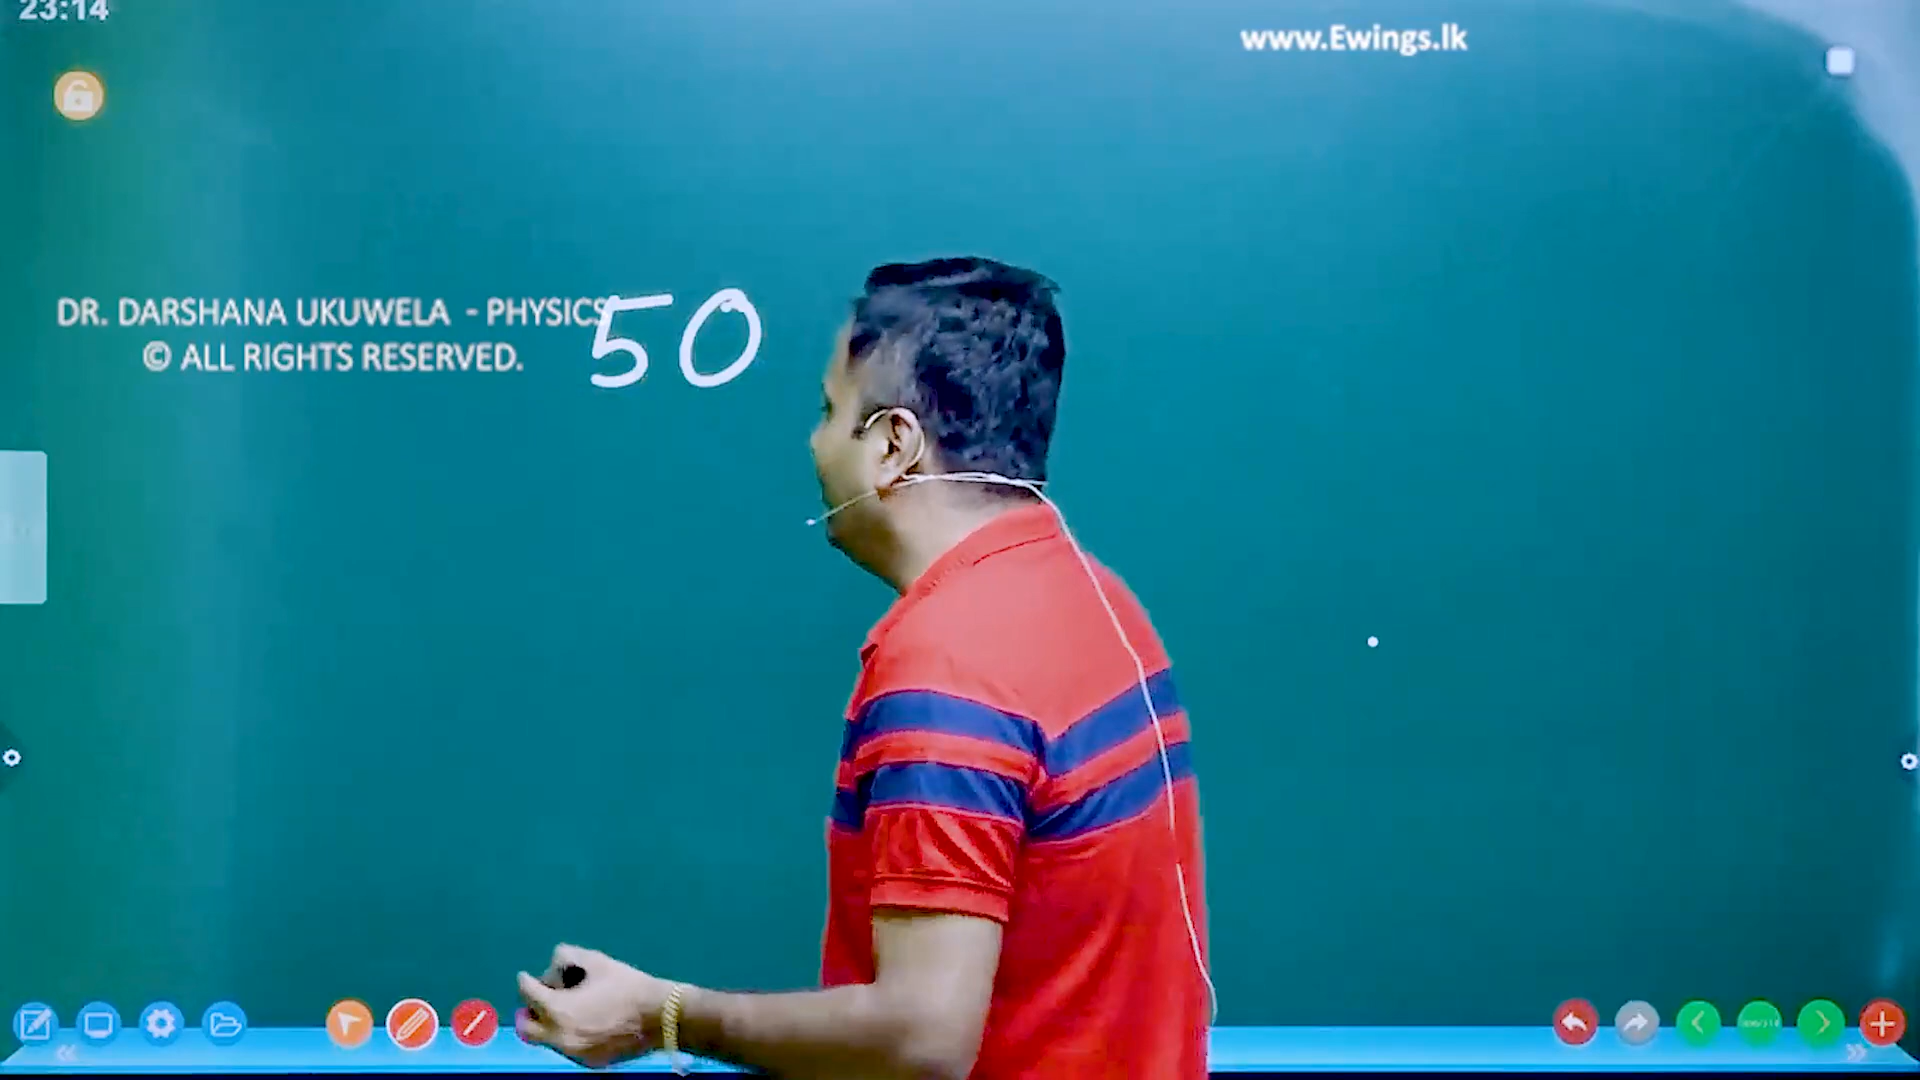 23:14
www.Ewings.lk
DR. DARSHANA UKUWELA - PHYSICS
© ALL RIGHTS RESERVED.
50